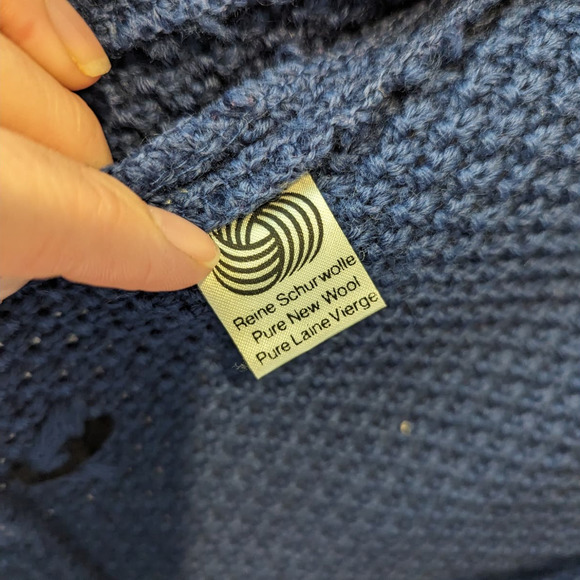 Reine Schurwolle
Pure New Wool
Pure Laine Vierge